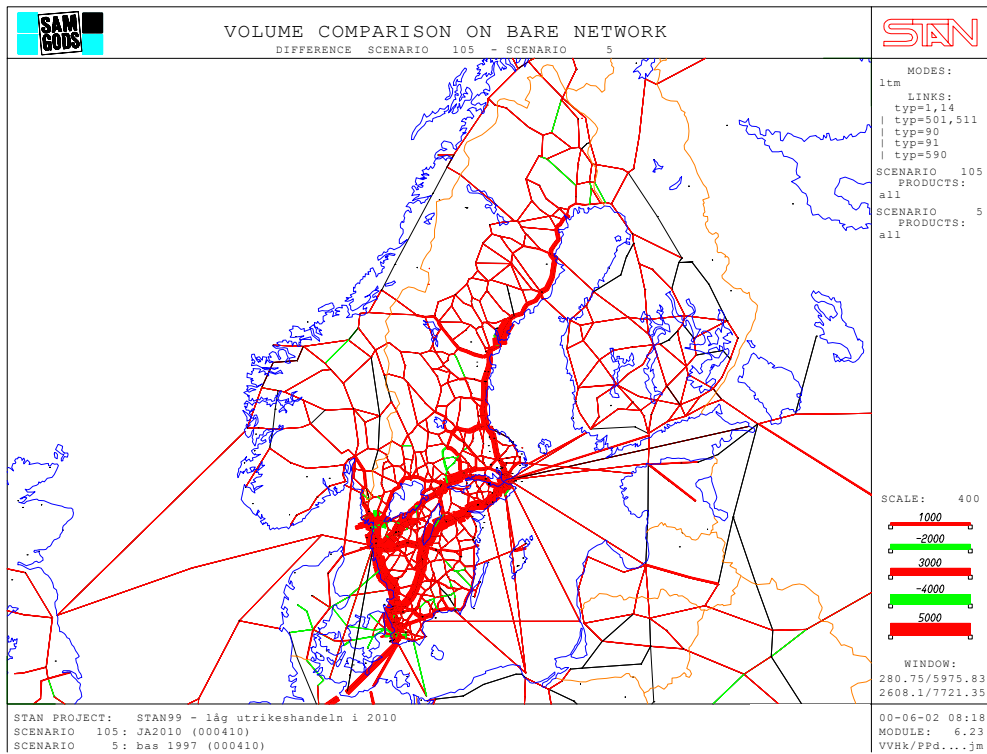 SAM
GODS
VOLUME COMPARISON ON BARE NETWORK
DIFFERENCE SCENARIO 105 - SCENARIO 5
STAN
MODES:
ltm
LINKS:
typ=1,14
| typ=501,511
| typ=90
| typ=91
| typ=590
SCENARIO 105
PRODUCTS:
all
SCENARIO 5
PRODUCTS:
all
SCALE: 400
1000
-2000
3000
-4000
5000
WINDOW:
280.75/5975.83
2608.1/7721.35
STAN PROJECT: STAN99 - låg utrikeshandeln i 2010
SCENARIO 105: JA2010 (000410)
SCENARIO 5: bas 1997 (000410)
00-06-02 08:18
MODULE: 6.23
VVHk/PPd....jm